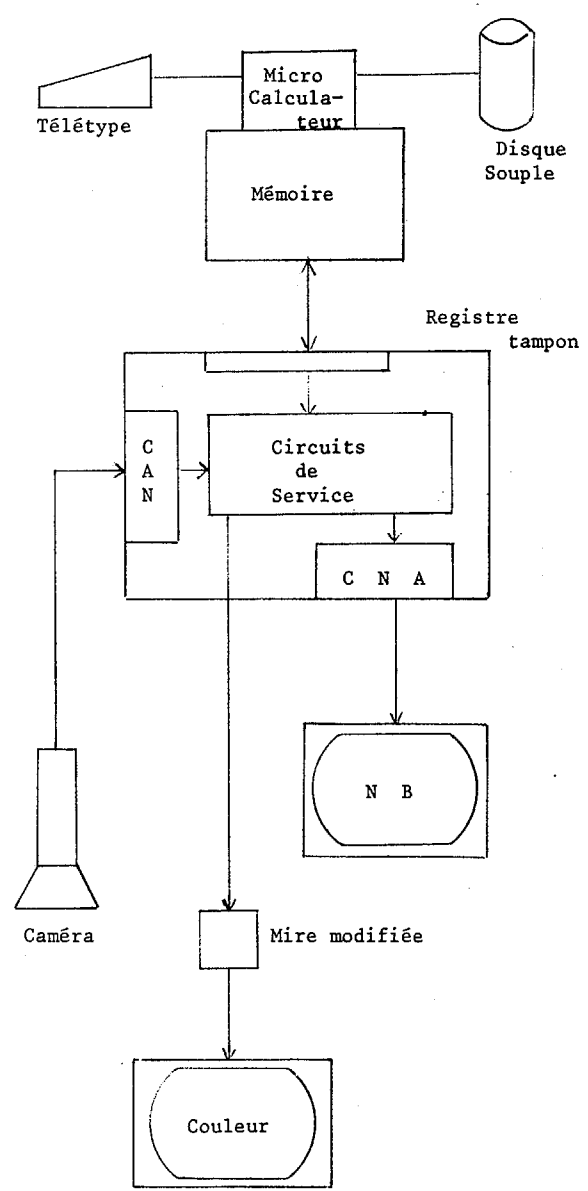 Micro
Calcula-
teur
Télétype
Disque
Souple
Mémoire
Registre
tampon
C
A
N
Circuits
de
Service
C N A
N B
Caméra
Mire modifiée
Couleur